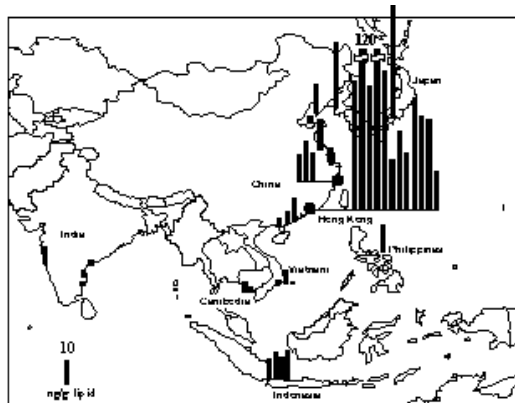 120
Japan
China
Hong Kong
India
Philippines
Vietnam
Cambodia
10
ng/g lipid
Indonesia